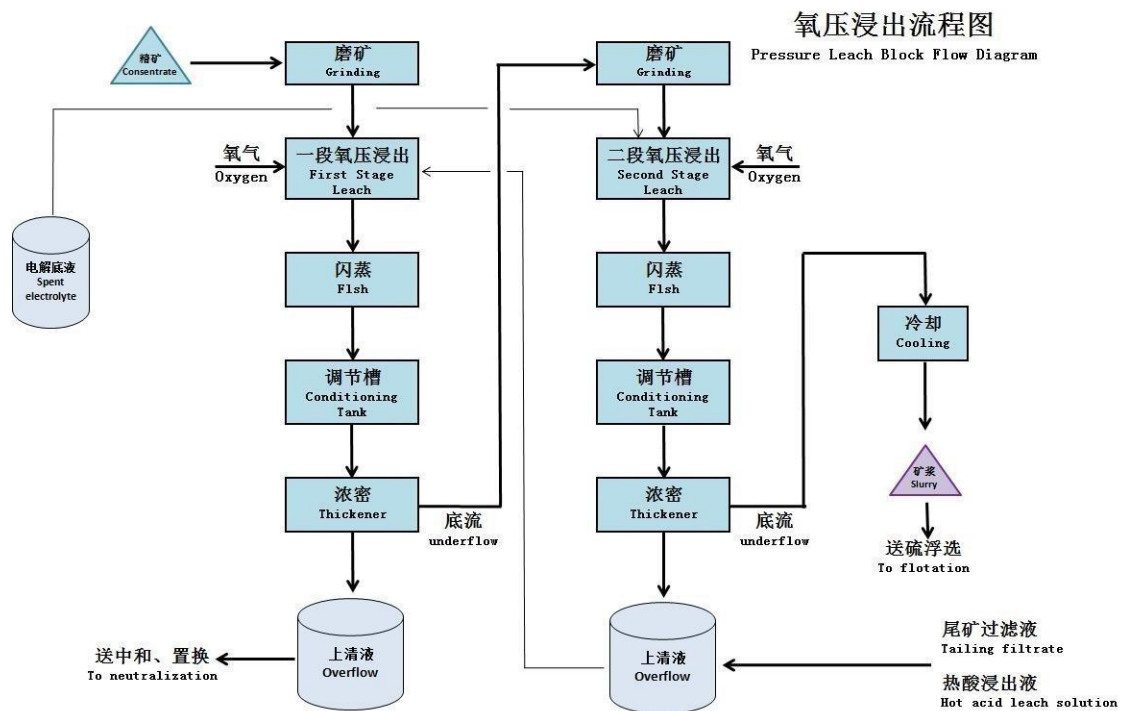 氧压浸出流程图
Pressure Leach Block Flow Diagram
精矿
Consentrate
磨矿
Grinding
磨矿
Grinding
氧气
Oxygen
一段氧压浸出
First Stage
Leach
二段氧压浸出
Second Stage
Leach
氧气
Oxygen
电解底液
Spent
electrolyte
闪蒸
Flsh
闪蒸
Flsh
冷却
Cooling
调节槽
Conditioning
Tank
调节槽
Conditioning
Tank
矿浆
Slurry
浓密
Thickener
底流
underflow
浓密
Thickener
底流
underflow
送硫浮选
To flotation
送中和、置换
To neutralization
上清液
Overflow
上清液
Overflow
尾矿过滤液
Tailing filtrate
热酸浸出液
Hot acid leach solution